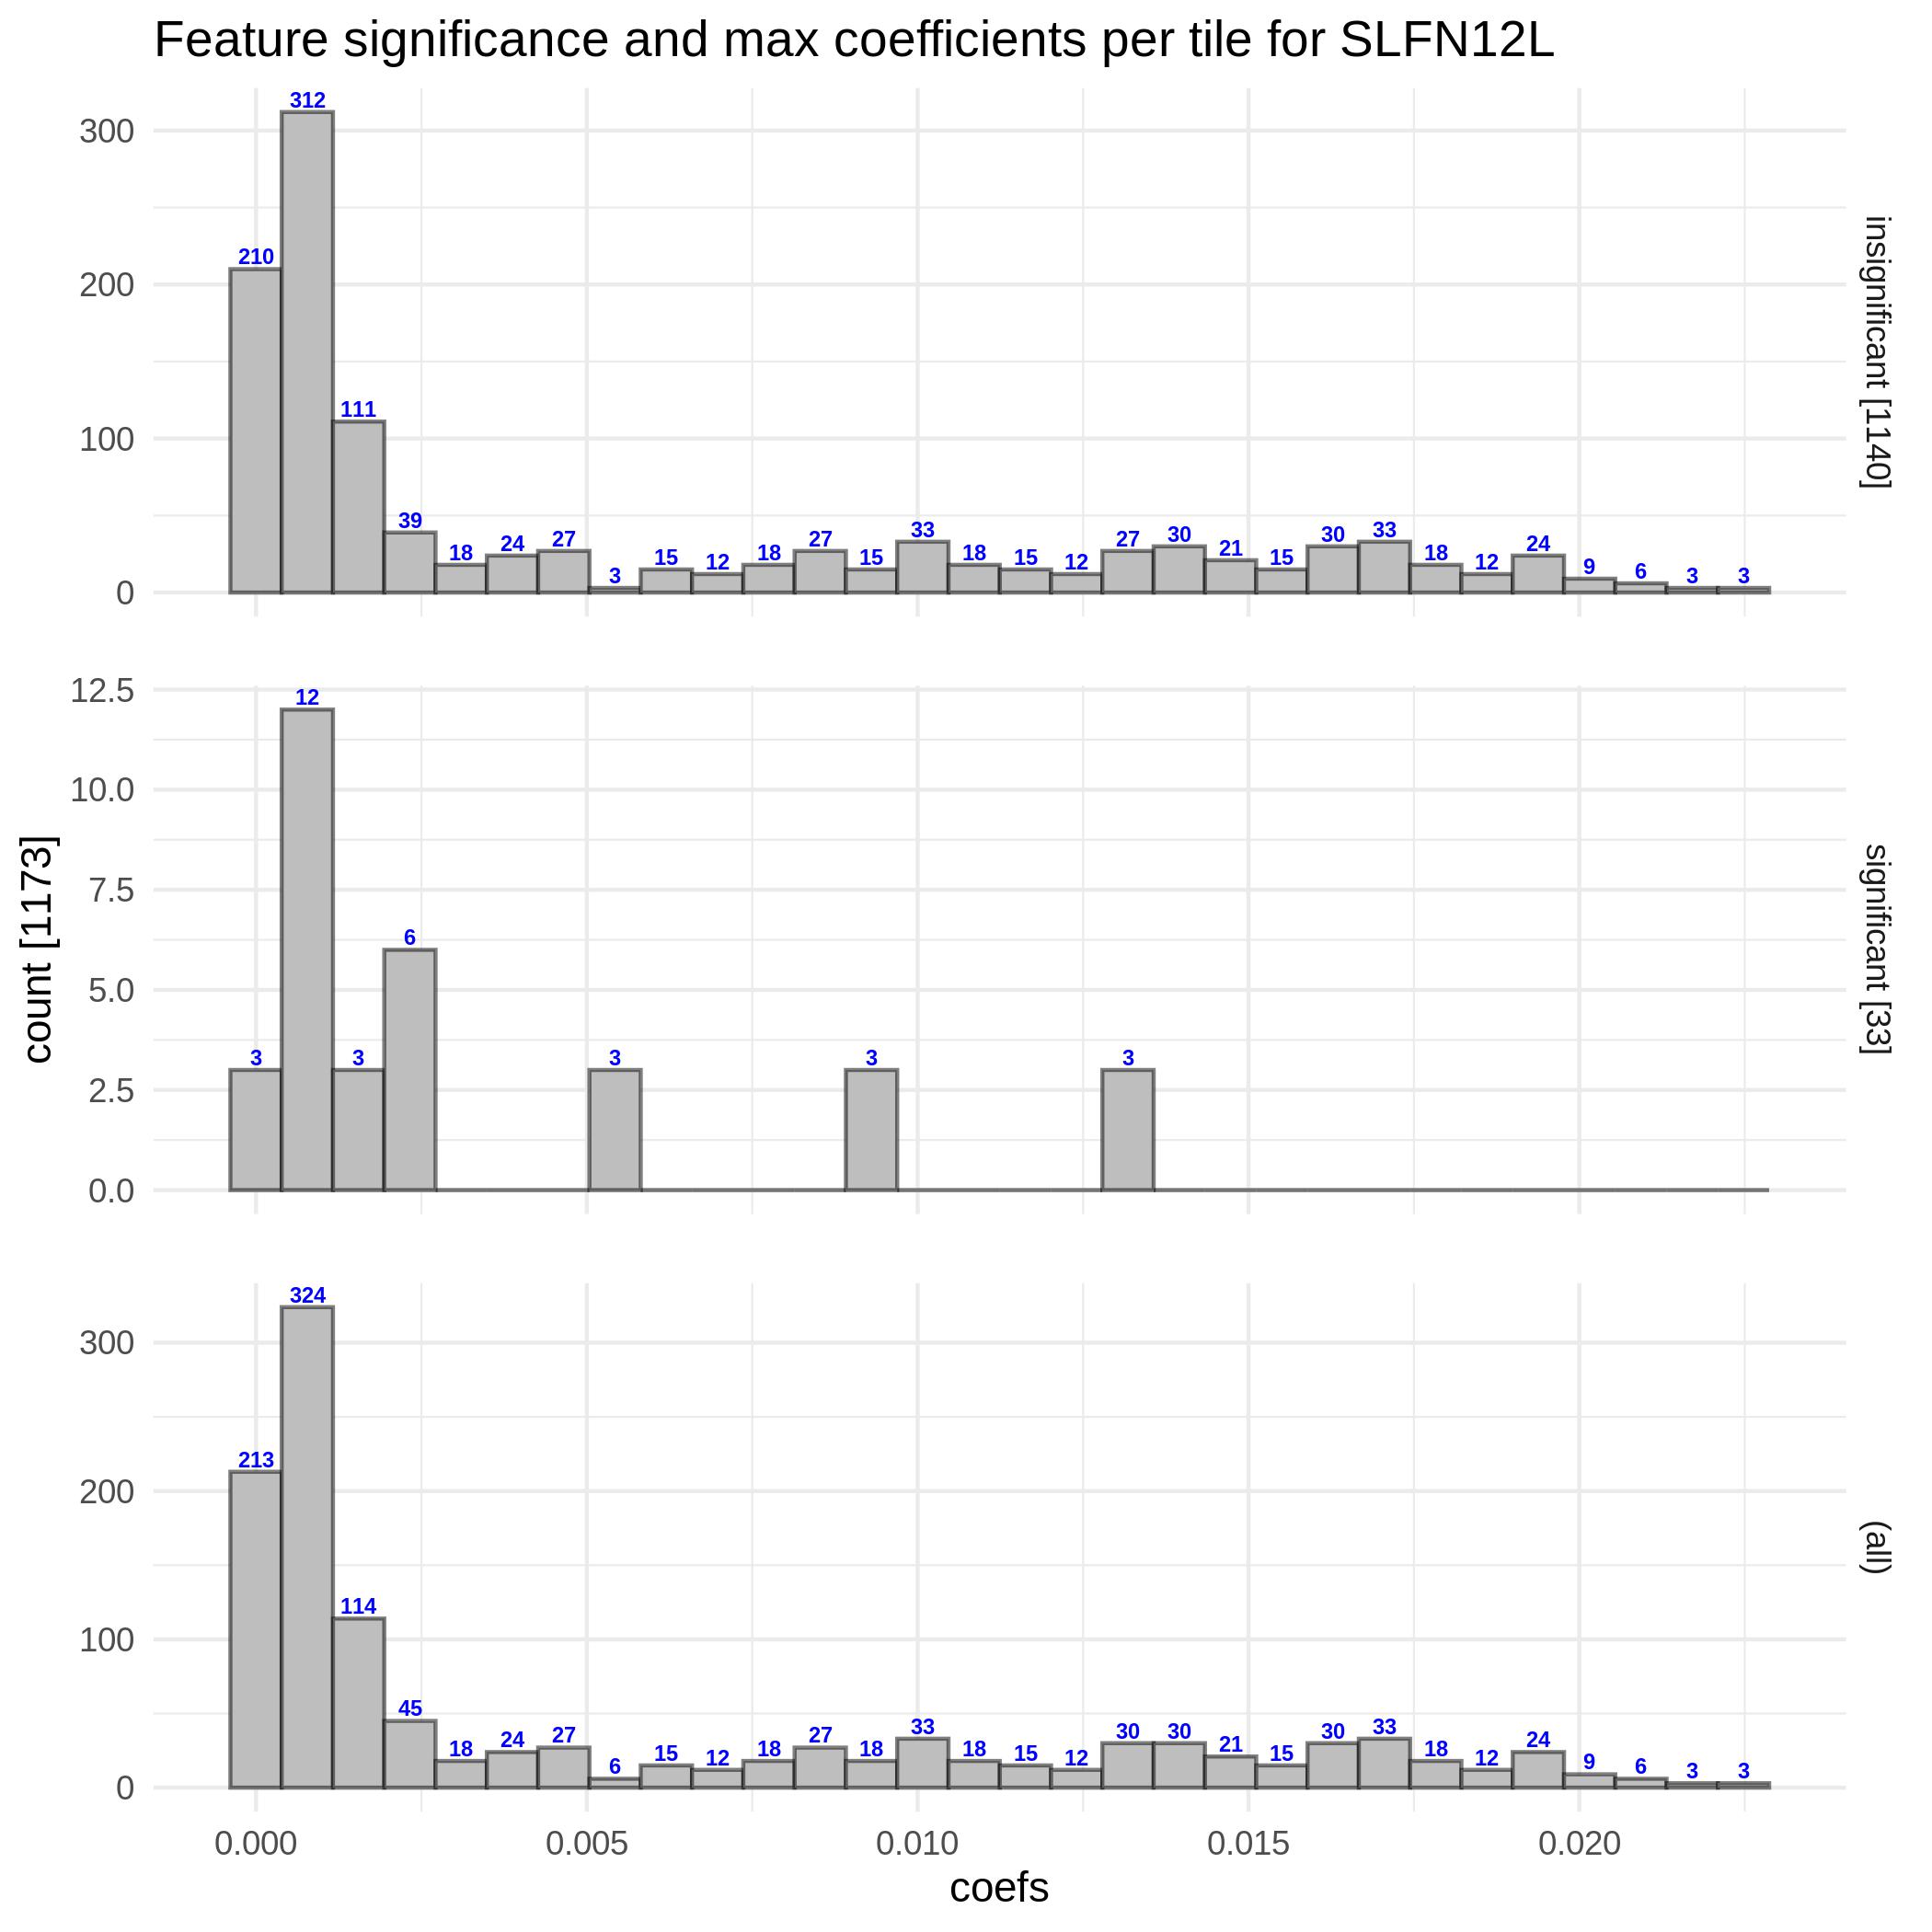 Feature significance and max coefficients per tile for SLFN12L
count [1173]
300
200
100
0
210 312 111 39 18 24 27 3 15 12 18 27 15 33 18 15 12 27 30 21 15 30 33 18 12 24 9 6 3 3
insignificant [1140]
12.5
10.0
7.5
5.0
2.5
0.0
3 12 3 6 3 3 3
significant [33]
300
200
100
0
213 324 114 45 18 24 27 6 15 12 18 27 18 33 18 15 12 30 30 21 15 30 33 18 12 24 9 6 3 3
(all)
0.000 0.005 0.010 0.015 0.020
coefs